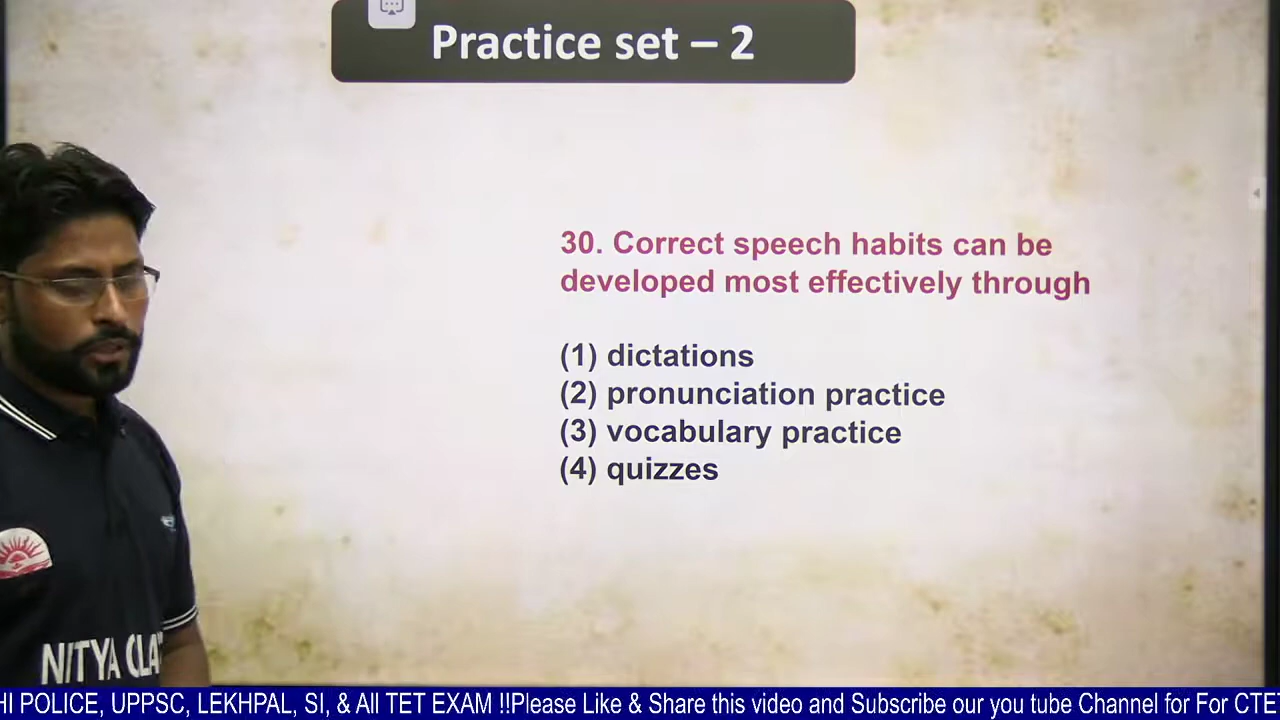 Practice set – 2
30. Correct speech habits can be
developed most effectively through
(1) dictations
(2) pronunciation practice
(3) vocabulary practice
(4) quizzes
NITYA
HI POLICE, UPPSC, LEKHPAL, SI, & All TET EXAM !!Please Like & Share this video and Subscribe our you tube Channel for For CTE